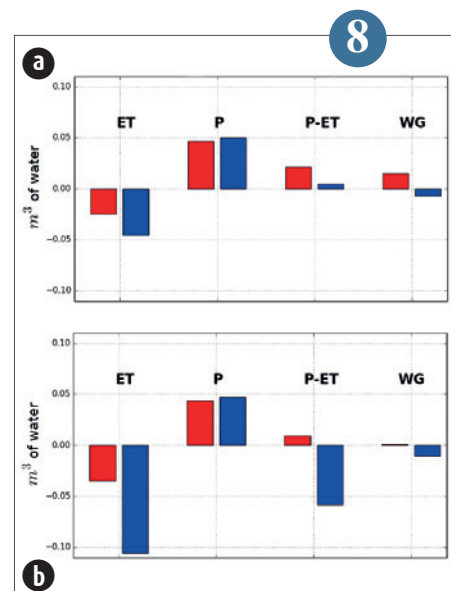 8
a
0.10
ET P P-ET WG
0.05
0.00
−0.05
−0.10
m³ of water
0.10
ET P P-ET WG
0.05
0.00
−0.05
−0.10
m³ of water
b